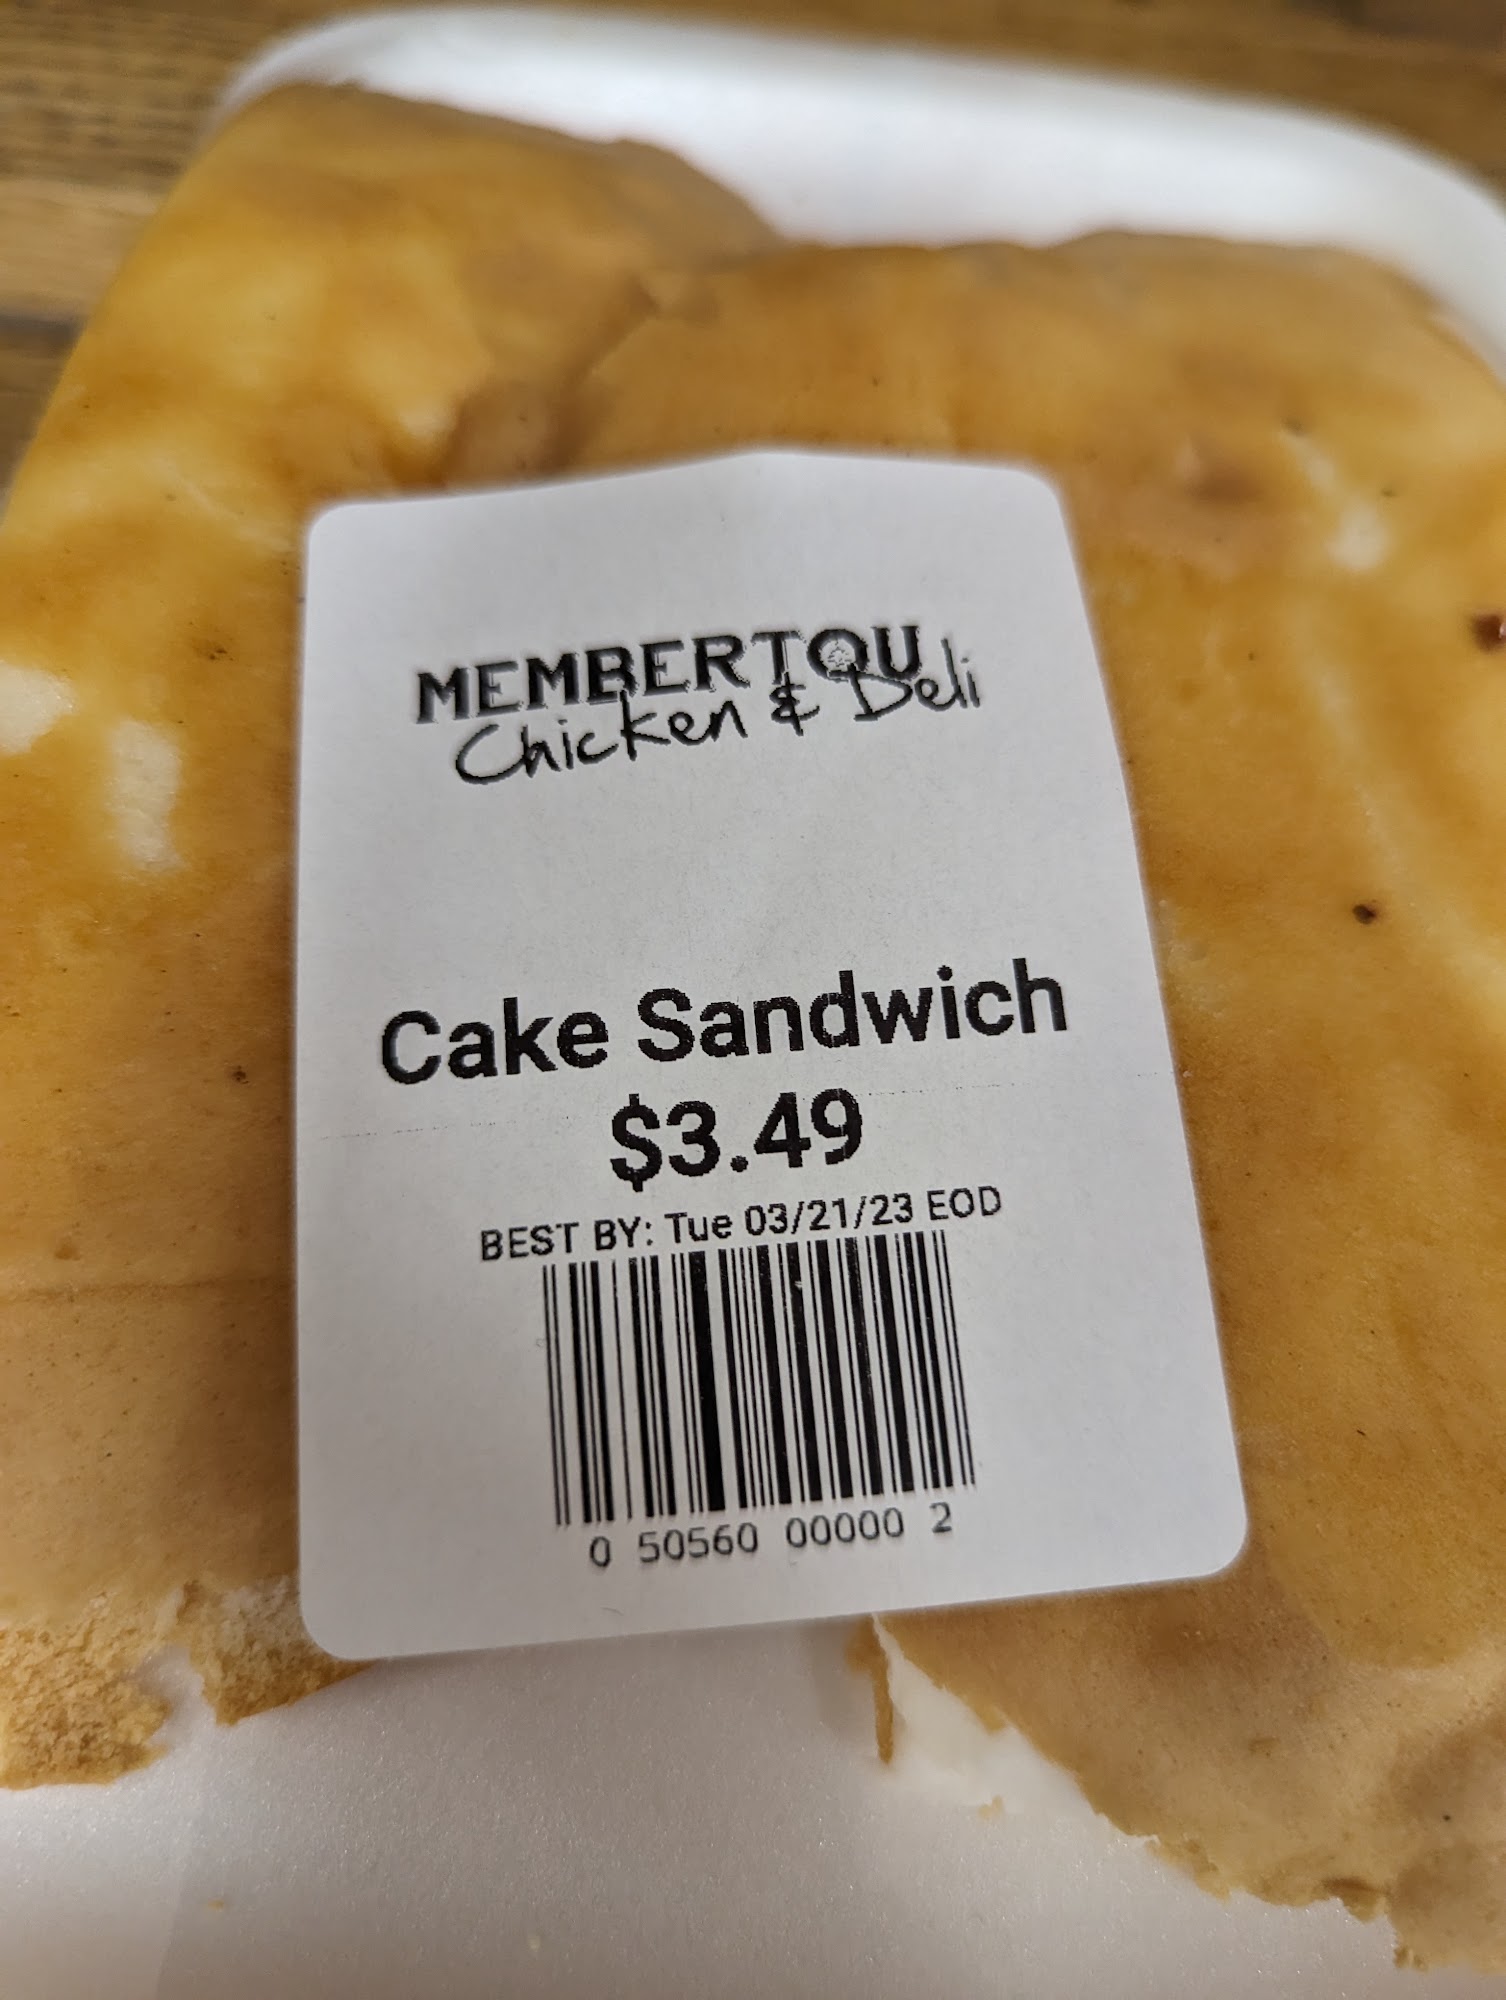 MEMBERTOU
Chicken & Deli
Cake Sandwich
$3.49
BEST BY: Tue 03/21/23 EOD
0 50560 00000 2